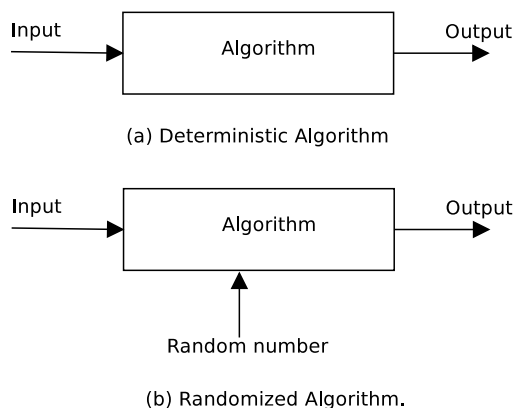 Input
Algorithm
Output
(a) Deterministic Algorithm
Input
Algorithm
Output
Random number
(b) Randomized Algorithm.